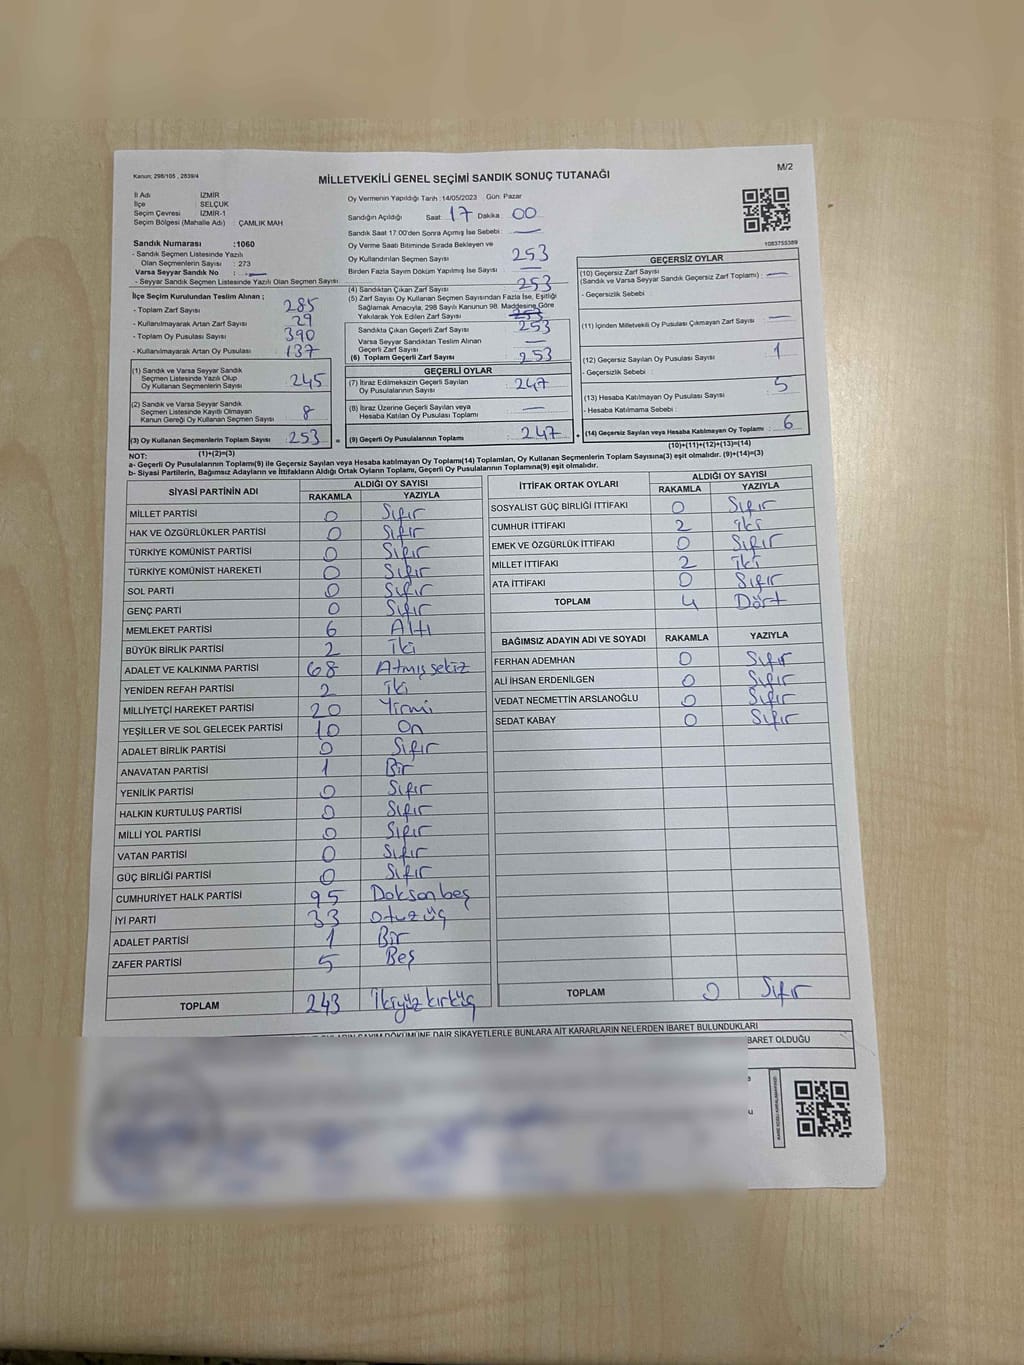 Kanun; 298/105 , 2839/4
M/2
MİLLETVEKİLİ GENEL SEÇİMİ SANDIK SONUÇ TUTANAĞI
İl Adı İZMİR
İlçe SELÇUK
Seçim Çevresi İZMİR-1
Seçim Bölgesi (Mahalle Adı) : ÇAMLIK MAH
Sandık Numarası :1060
- Sandık Seçmen Listesinde Yazılı
Olan Seçmenlerin Sayısı : 273
Varsa Seyyar Sandık No : —
- Seyyar Sandık Seçmen Listesinde Yazılı Olan Seçmen Sayısı
İlçe Seçim Kurulundan Teslim Alınan ;
- Toplam Zarf Sayısı 285
- Kullanılmayarak Artan Zarf Sayısı 29
- Toplam Oy Pusulası Sayısı 390
- Kullanılmayarak Artan Oy Pusulası 137
(1) Sandık ve Varsa Seyyar Sandık
Seçmen Listesinde Yazılı Olup
Oy Kullanan Seçmenlerin Sayısı : 245
(2) Sandık ve Varsa Seyyar Sandık
Seçmen Listesinde Kayıtlı Olmayan
Kanun Gereği Oy Kullanan Seçmen Sayısı : 8
(3) Oy Kullanan Seçmenlerin Toplam Sayısı : 253 =
(1)+(2)=(3)
Oy Vermenin Yapıldığı Tarih :14/05/2023 Gün: Pazar
Sandığın Açıldığı Saat 17 Dakika 00
Sandık Saat 17.00'den Sonra Açımış İse Sebebi : —
Oy Verme Saati Bitiminde Sırada Bekleyen ve
Oy Kullandırılan Seçmen Sayısı 253
Birden Fazla Sayım Döküm Yapılmış İse Sayısı —
(4) Sandıktan Çıkan Zarf Sayısı 253
(5) Zarf Sayısı Oy Kullanan Seçmen Sayısından Fazla İse, Eşitliği
Sağlamak Amacıyla; 298 Sayılı Kanunun 98. Maddesine Göre
Yakılarak Yok Edilen Zarf Sayısı 253
Sandıkta Çıkan Geçerli Zarf Sayısı 253
Varsa Seyyar Sandıktan Teslim Alınan
Geçerli Zarf Sayısı —
(6) Toplam Geçerli Zarf Sayısı : 253
GEÇERLİ OYLAR
(7) İtiraz Edilmeksizin Geçerli Sayılan
Oy Pusulalarının Sayısı : 247
(8) İtiraz Üzerine Geçerli Sayılan veya
Hesaba Katılan Oy Pusulası Toplamı : —
(9) Geçerli Oy Pusulalarının Toplamı : 247 +
1083755389
GEÇERSİZ OYLAR
(10) Geçersiz Zarf Sayısı
(Sandık ve Varsa Seyyar Sandık Geçersiz Zarf Toplamı) : —
- Geçersizlik Sebebi :
(11) İçinden Milletvekili Oy Pusulası Çıkmayan Zarf Sayısı : —
(12) Geçersiz Sayılan Oy Pusulası Sayısı : 1
- Geçersizlik Sebebi :
(13) Hesaba Katılmayan Oy Pusulası Sayısı : 5
- Hesaba Katılmama Sebebi :
(14) Geçersiz Sayılan veya Hesaba Katılmayan Oy Toplamı : 6
(10)+(11)+(12)+(13)=(14)
NOT:
a- Geçerli Oy Pusulalarının Toplamı(9) ile Geçersiz Sayılan veya Hesaba katılmayan Oy Toplamı(14) Toplamları, Oy Kullanan Seçmenlerin Toplam Sayısına(3) eşit olmalıdır. (9)+(14)=(3)
b- Siyasi Partilerin, Bağımsız Adayların ve İttifakların Aldığı Ortak Oyların Toplamı, Geçerli Oy Pusulalarının Toplamına(9) eşit olmalıdır.
SİYASİ PARTİNİN ADI ALDIĞI OY SAYISI
RAKAMLA YAZIYLA
MİLLET PARTİSİ 0 Sıfır
HAK VE ÖZGÜRLÜKLER PARTİSİ 0 Sıfır
TÜRKİYE KOMÜNİST PARTİSİ 0 Sıfır
TÜRKİYE KOMÜNİST HAREKETİ 0 Sıfır
SOL PARTİ 0 Sıfır
GENÇ PARTİ 0 Sıfır
MEMLEKET PARTİSİ 6 Altı
BÜYÜK BİRLİK PARTİSİ 2 İki
ADALET VE KALKINMA PARTİSİ 68 Atmış sekiz
YENİDEN REFAH PARTİSİ 2 İki
MİLLİYETÇİ HAREKET PARTİSİ 20 Yirmi
YEŞİLLER VE SOL GELECEK PARTİSİ 10 On
ADALET BİRLİK PARTİSİ 0 Sıfır
ANAVATAN PARTİSİ 1 Bir
YENİLİK PARTİSİ 0 Sıfır
HALKIN KURTULUŞ PARTİSİ 0 Sıfır
MİLLİ YOL PARTİSİ 0 Sıfır
VATAN PARTİSİ 0 Sıfır
GÜÇ BİRLİĞİ PARTİSİ 0 Sıfır
CUMHURİYET HALK PARTİSİ 95 Doksanbeş
İYİ PARTİ 33 Otuzüç
ADALET PARTİSİ 1 Bir
ZAFER PARTİSİ 5 Beş
TOPLAM 243 İkiyüzkırküç
İTTİFAK ORTAK OYLARI ALDIĞI OY SAYISI
RAKAMLA YAZIYLA
SOSYALİST GÜÇ BİRLİĞİ İTTİFAKI 0 Sıfır
CUMHUR İTTİFAKI 2 İki
EMEK VE ÖZGÜRLÜK İTTİFAKI 0 Sıfır
MİLLET İTTİFAKI 2 İki
ATA İTTİFAKI 0 Sıfır
TOPLAM 4 Dört
BAĞIMSIZ ADAYIN ADI VE SOYADI RAKAMLA YAZIYLA
FERHAN ADEMHAN 0 Sıfır
ALİ İHSAN ERDENİLGEN 0 Sıfır
VEDAT NECMETTİN ARSLANOĞLU 0 Sıfır
SEDAT KABAY 0 Sıfır
TOPLAM 0 Sıfır
SAYIM DÖKÜMÜNE DAİR ŞİKAYETLERLE BUNLARA AİT KARARLARIN NELERDEN İBARET BULUNDUKLARI
BARET OLDUĞU